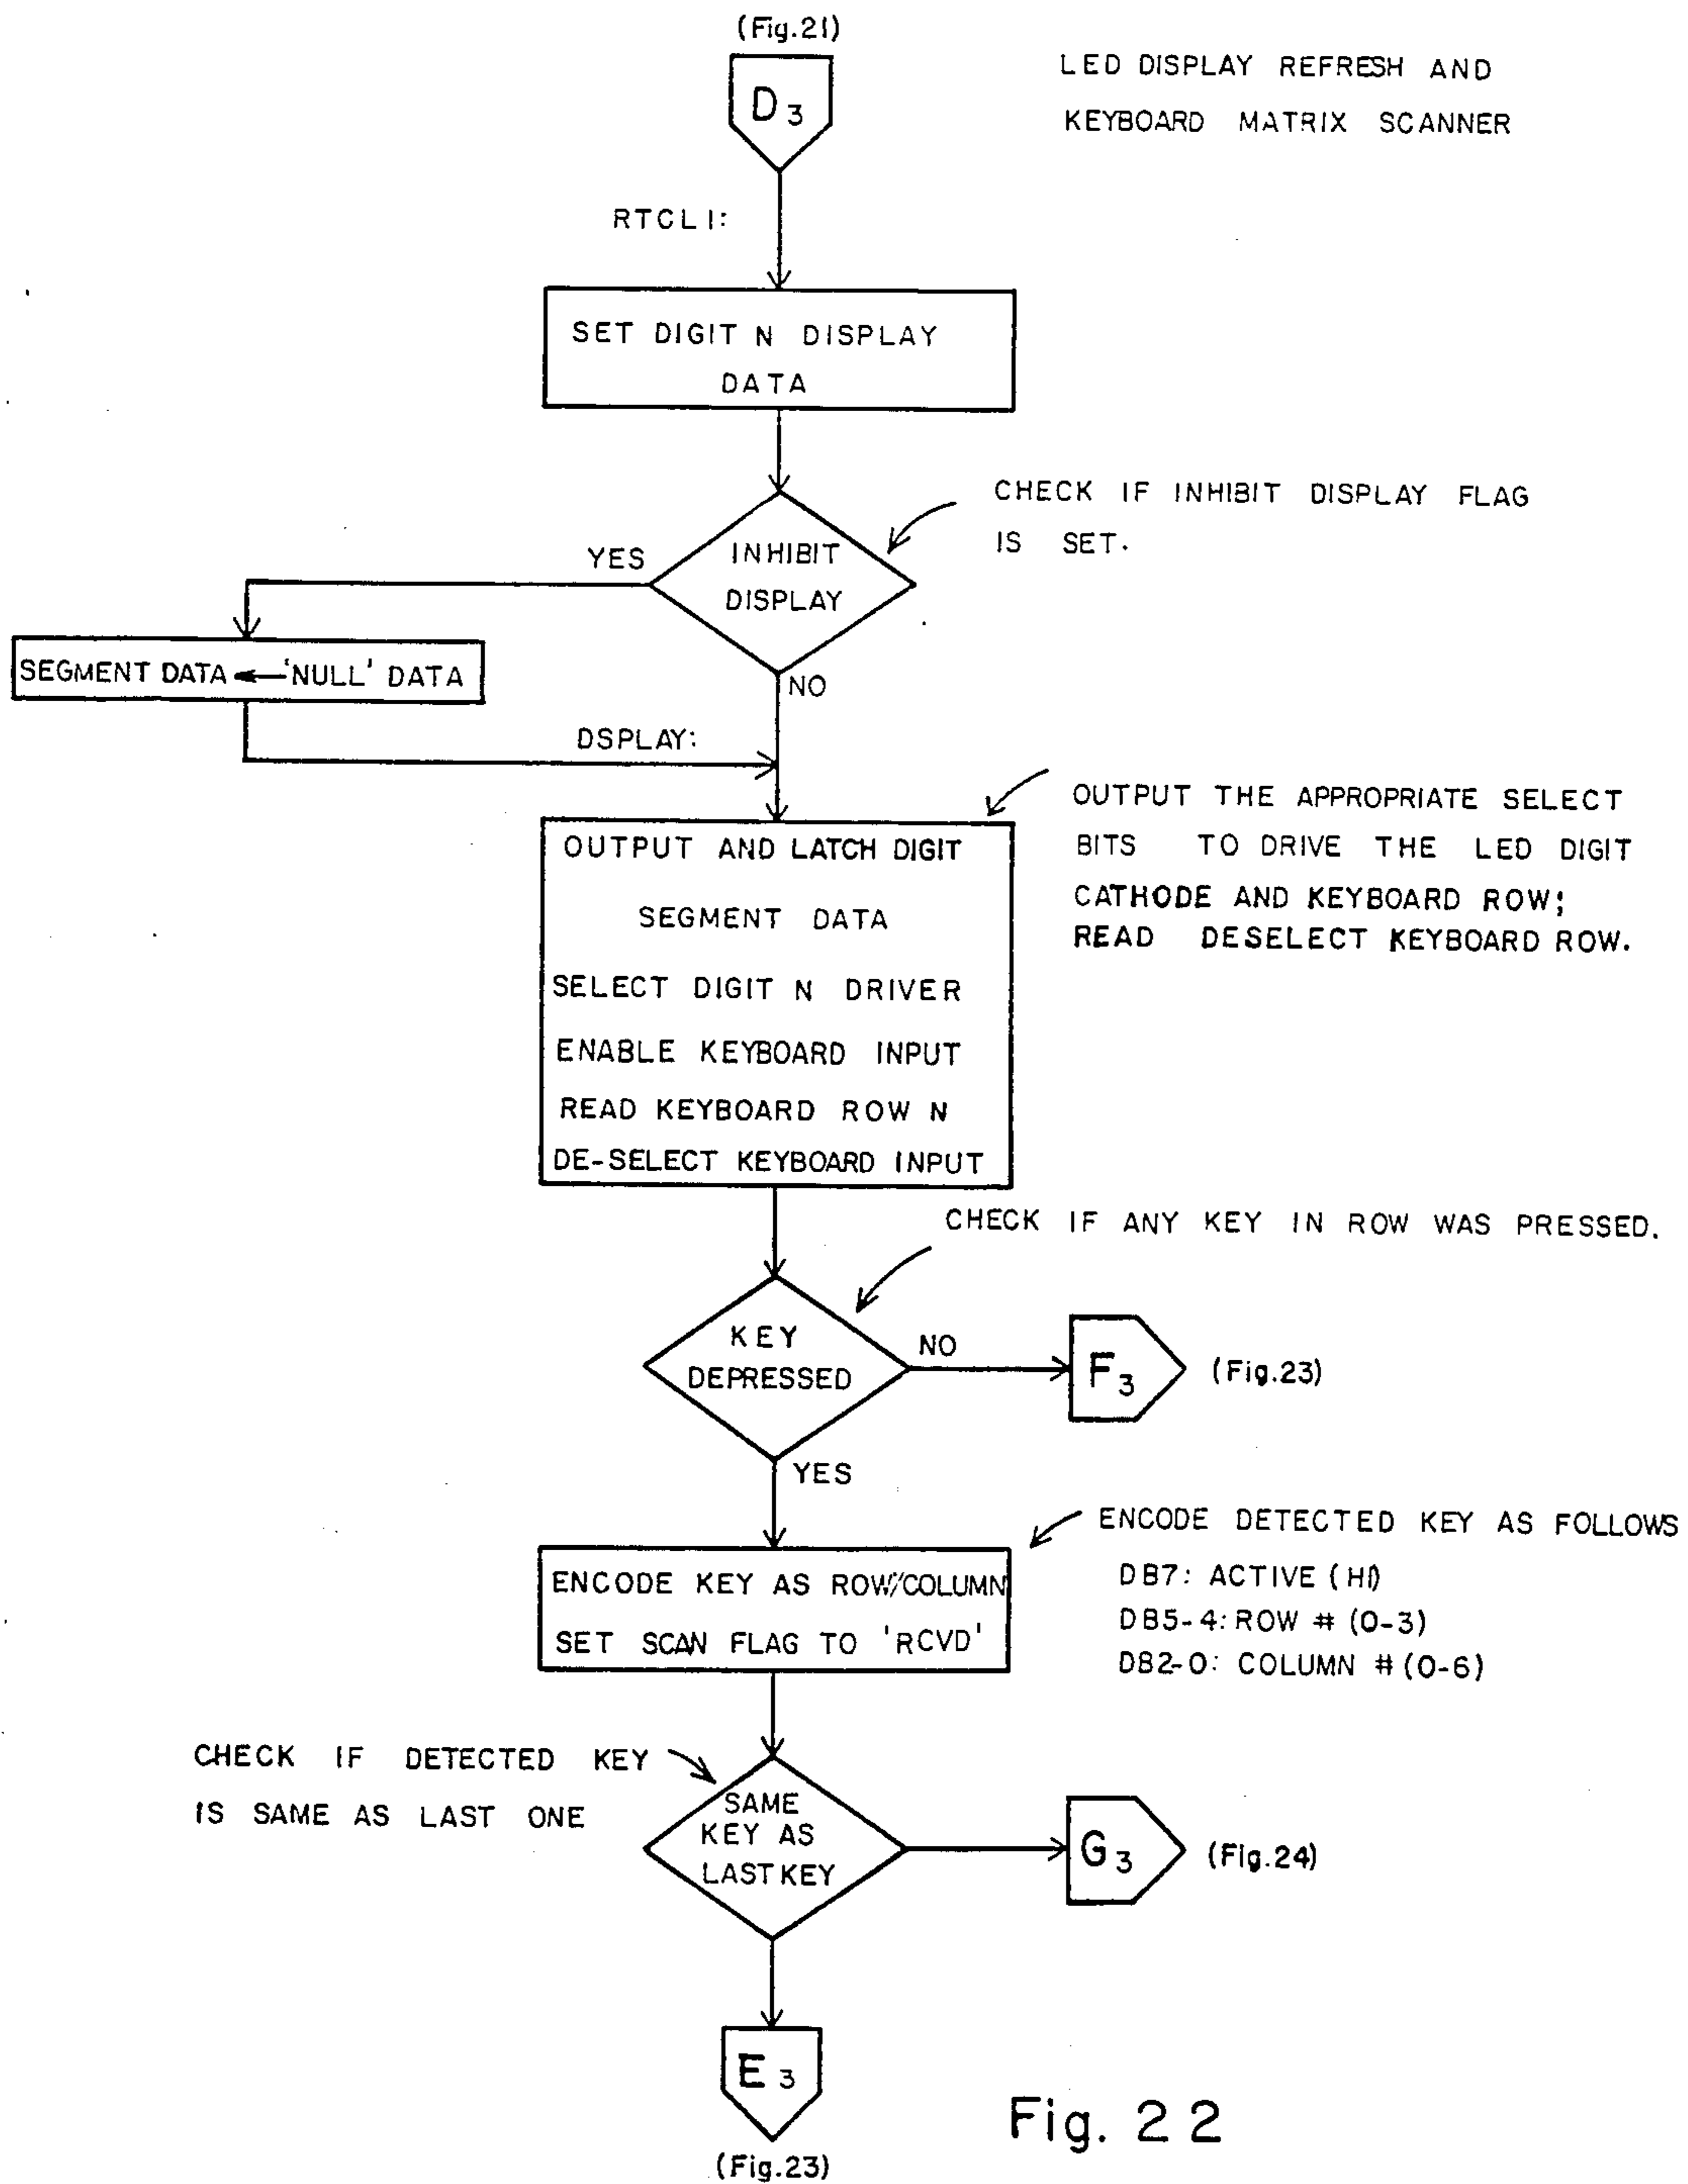 (Fig.21)
D3
LED DISPLAY REFRESH AND
KEYBOARD MATRIX SCANNER
RTCL1:
SET DIGIT N DISPLAY
DATA
CHECK IF INHIBIT DISPLAY FLAG
IS SET.
YES
INHIBIT
DISPLAY
SEGMENT DATA ← 'NULL' DATA
NO
DSPLAY:
OUTPUT THE APPROPRIATE SELECT
BITS TO DRIVE THE LED DIGIT
CATHODE AND KEYBOARD ROW;
READ DESELECT KEYBOARD ROW.
OUTPUT AND LATCH DIGIT
SEGMENT DATA
SELECT DIGIT N DRIVER
ENABLE KEYBOARD INPUT
READ KEYBOARD ROW N
DE-SELECT KEYBOARD INPUT
CHECK IF ANY KEY IN ROW WAS PRESSED.
KEY
DEPRESSED
NO
F3
(Fig.23)
YES
ENCODE DETECTED KEY AS FOLLOWS
DB7: ACTIVE (HI)
DB5-4: ROW # (0-3)
DB2-0: COLUMN # (0-6)
ENCODE KEY AS ROW/COLUMN
SET SCAN FLAG TO 'RCVD'
CHECK IF DETECTED KEY
IS SAME AS LAST ONE
SAME
KEY AS
LAST KEY
G3
(Fig.24)
E3
(Fig.23)
Fig. 22